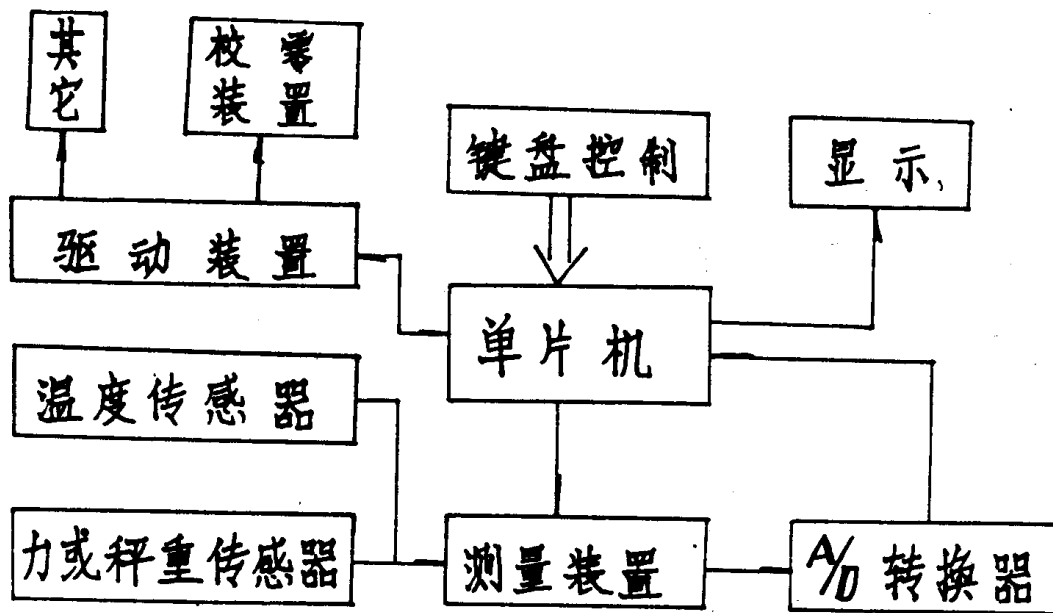 其
它
校零
装置
键盘控制
显示
驱动装置
单片机
温度传感器
力或秤重传感器
测量装置
A/D转换器